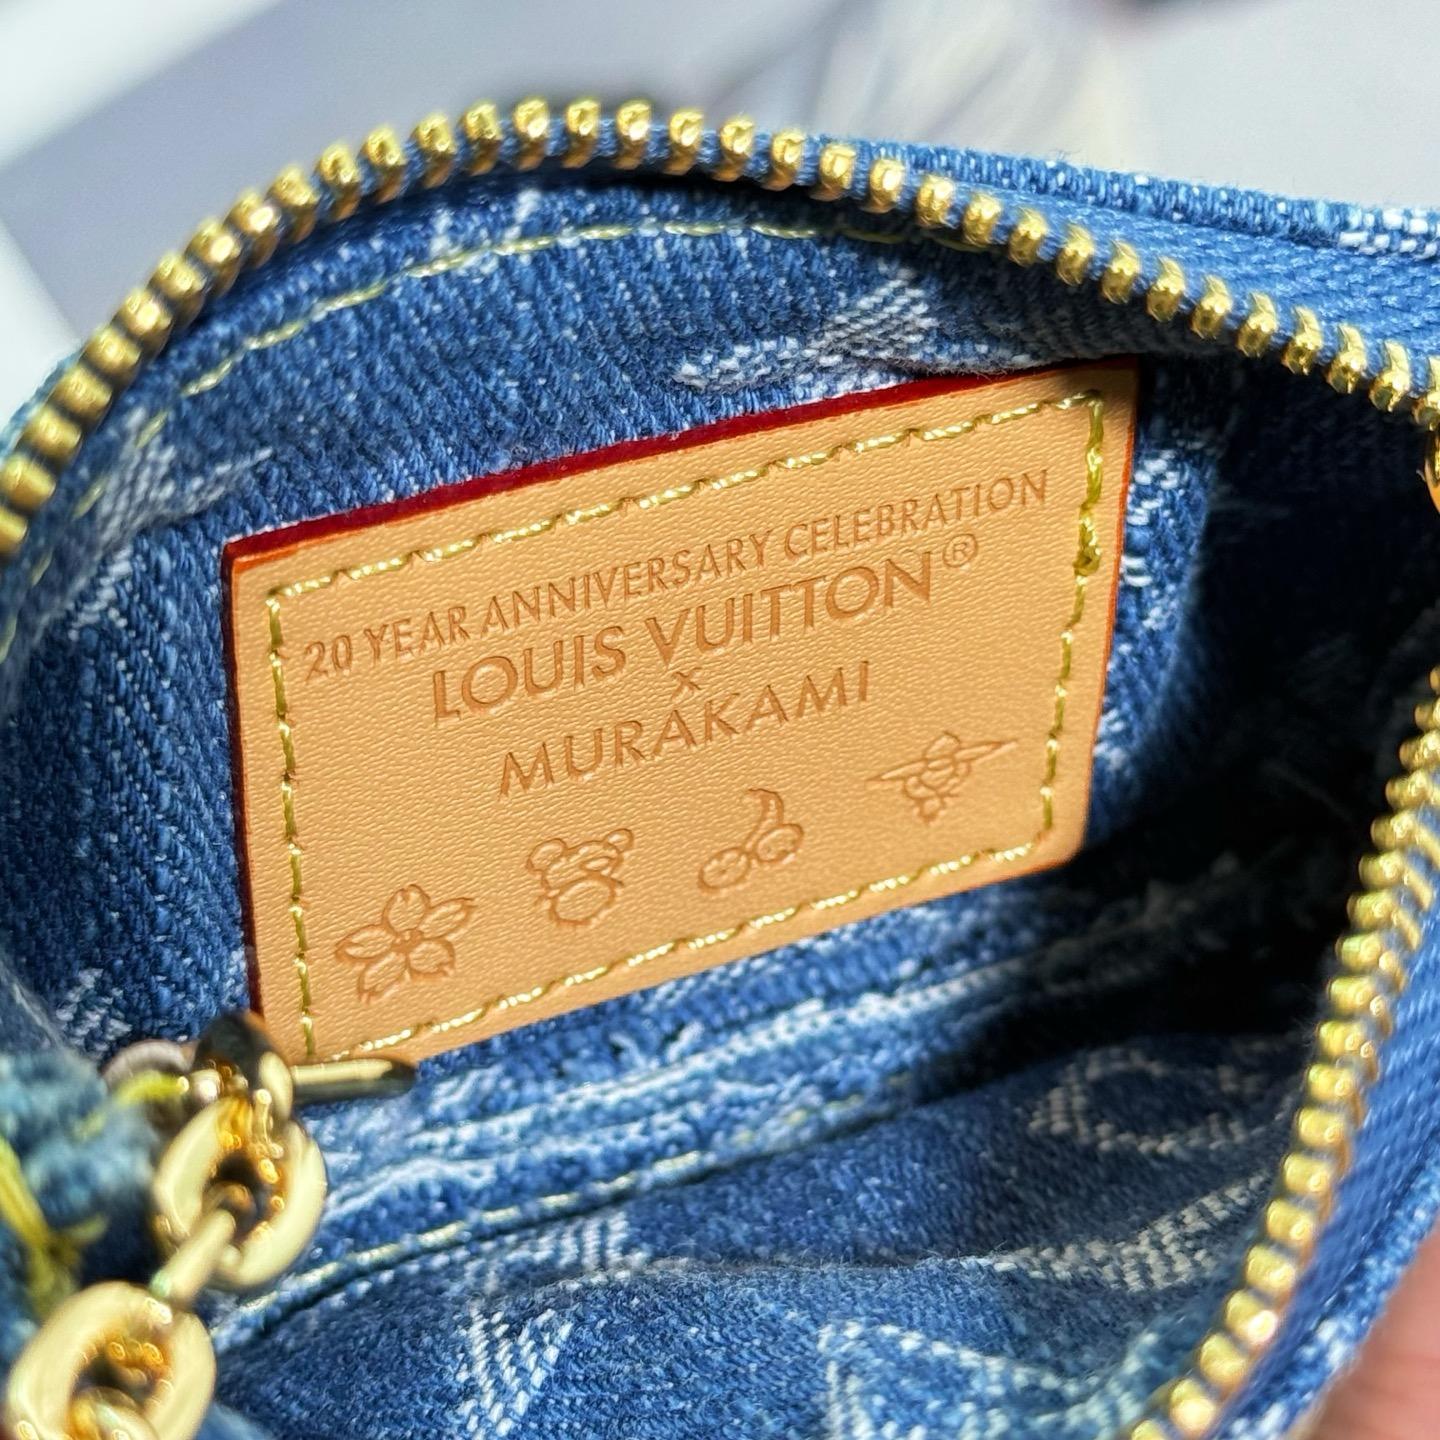 20 YEAR ANNIVERSARY CELEBRATION
LOUIS VUITTON®
×
MURAKAMI